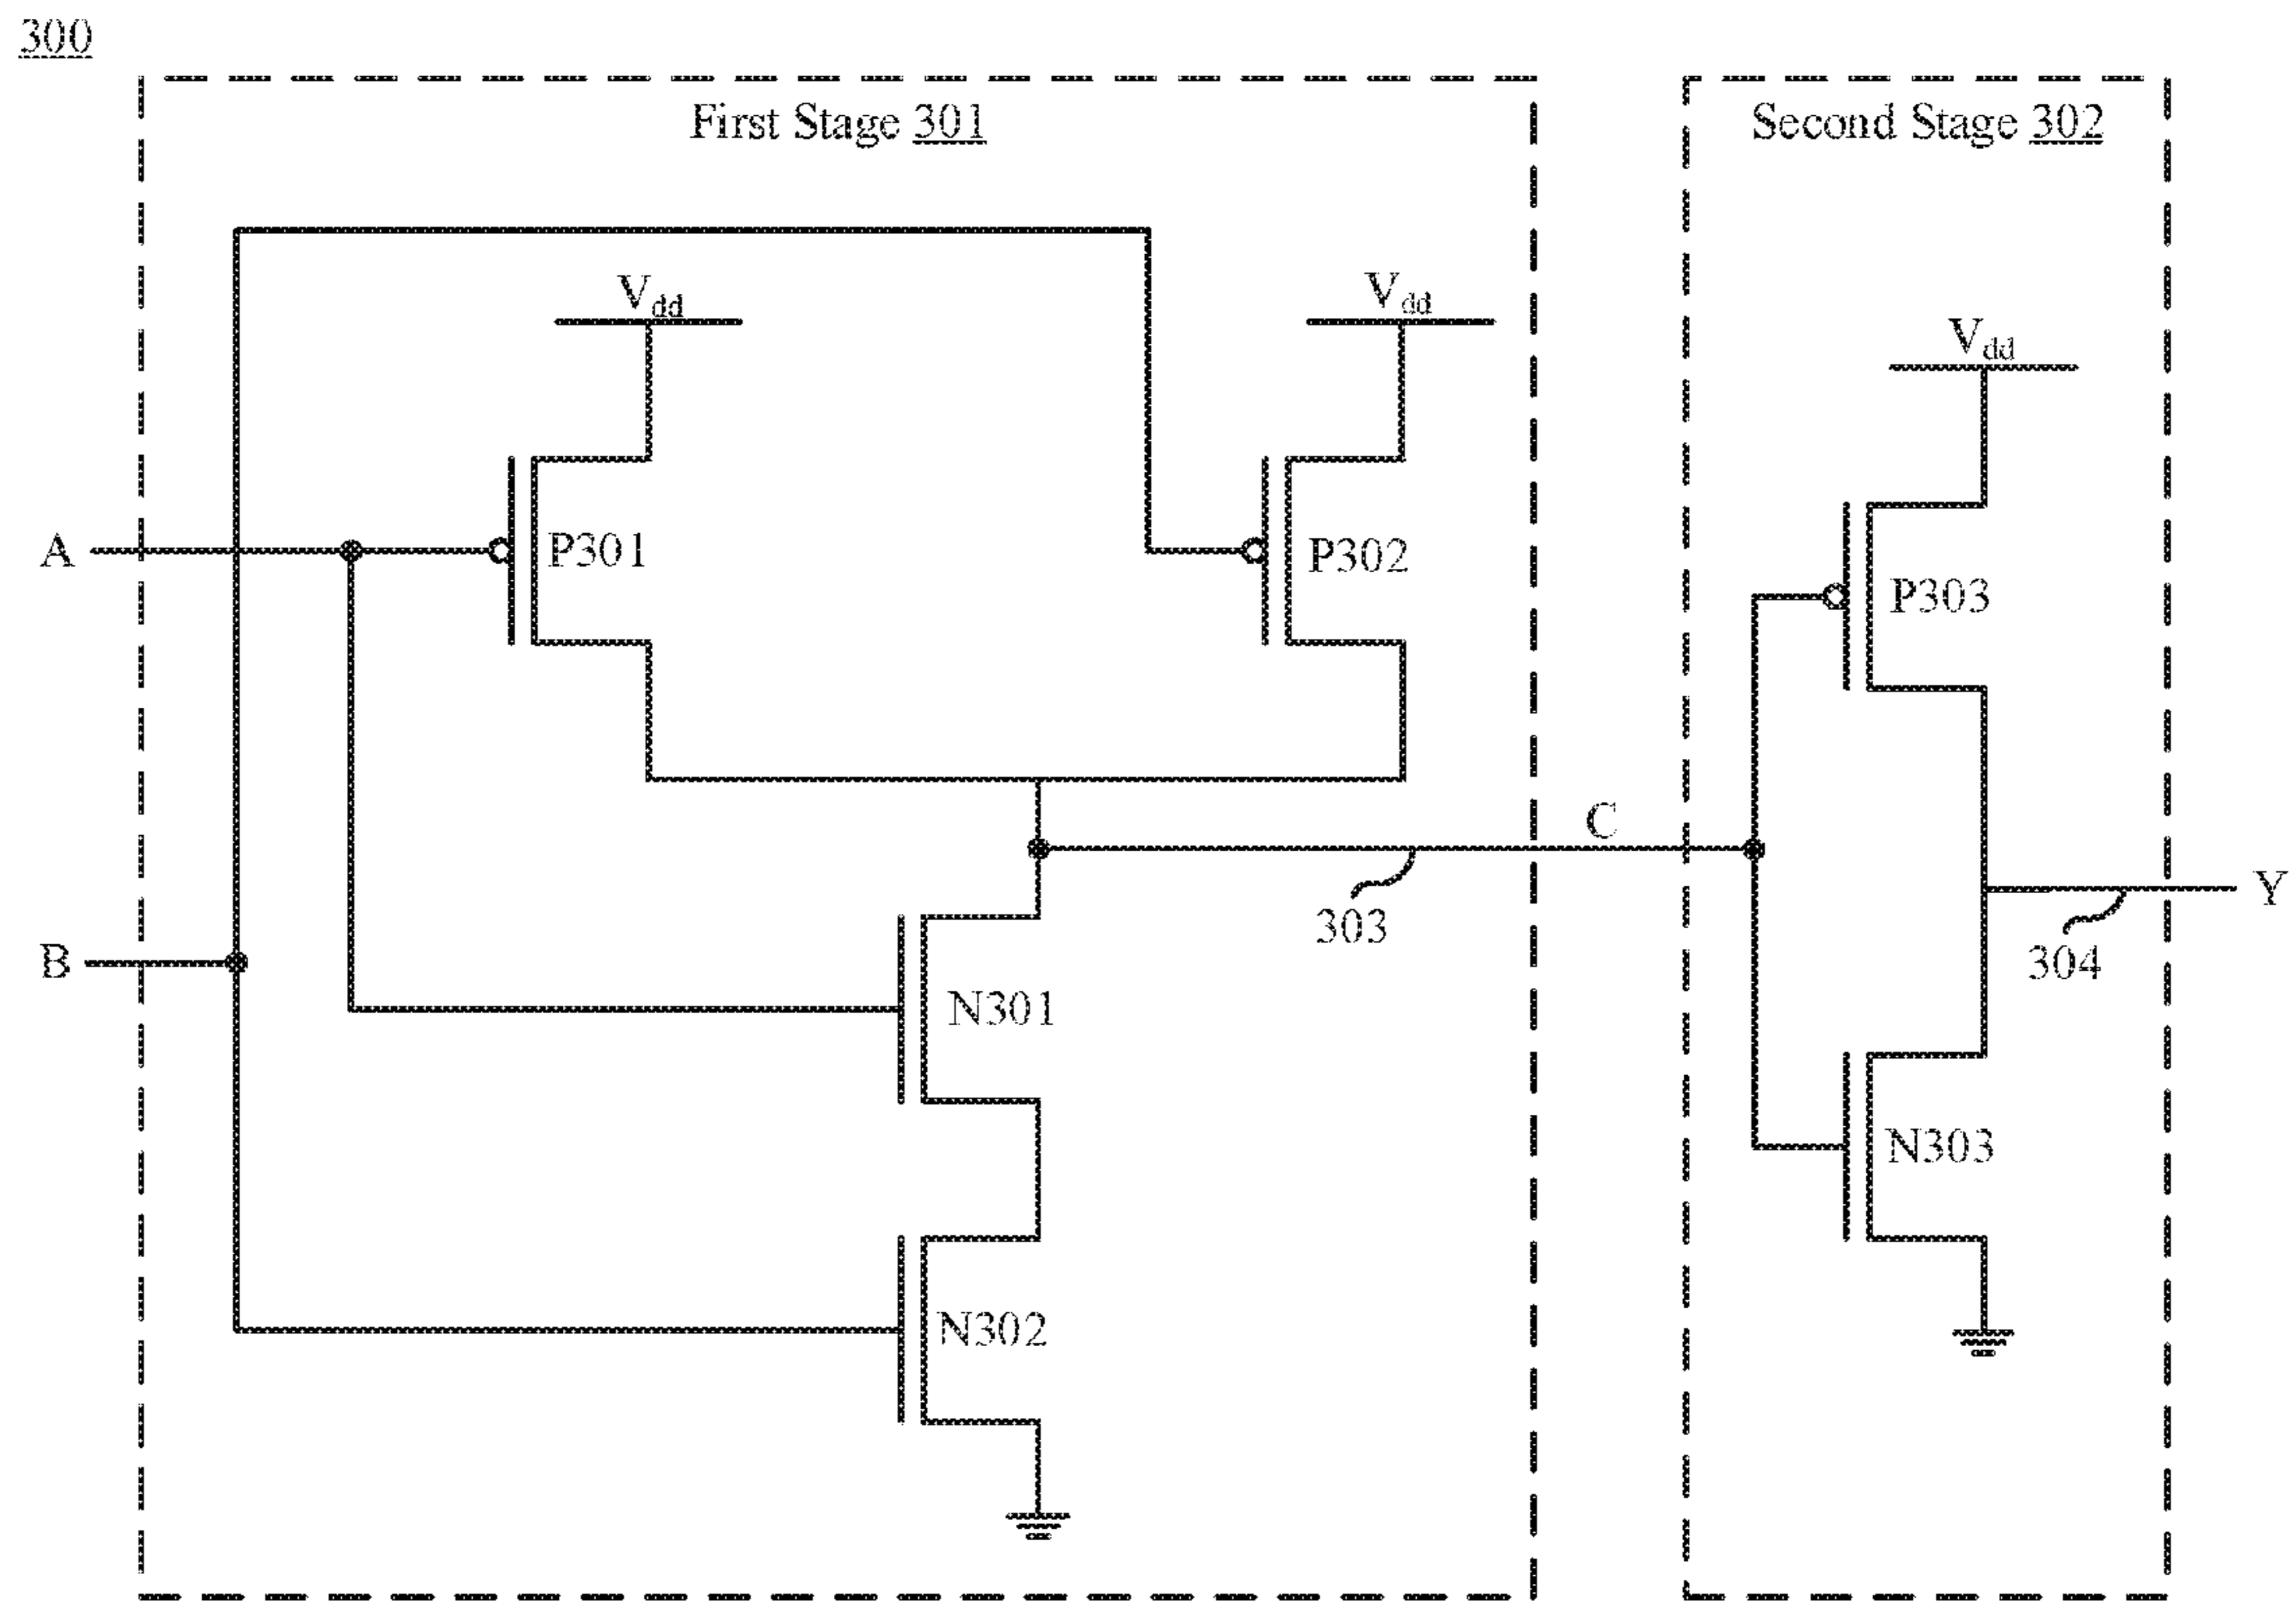 300
First Stage 301
Second Stage 302
Vdd
Vdd
Vdd
A
P301
P302
P303
C
303
Y
304
B
N301
N303
N302